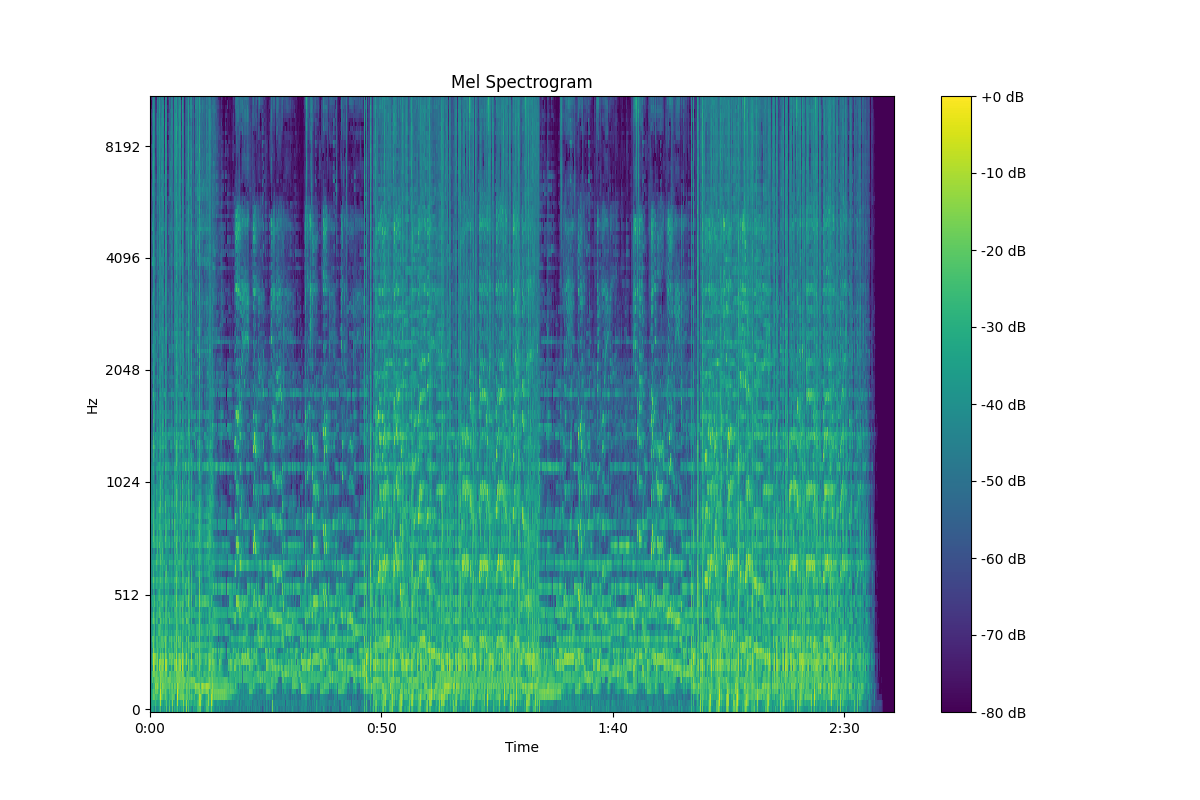 Mel Spectrogram
+0 dB
8192
-10 dB
-20 dB
4096
-30 dB
2048
-40 dB
Hz
1024
-50 dB
-60 dB
512
-70 dB
0
-80 dB
0:00
0:50
1:40
2:30
Time